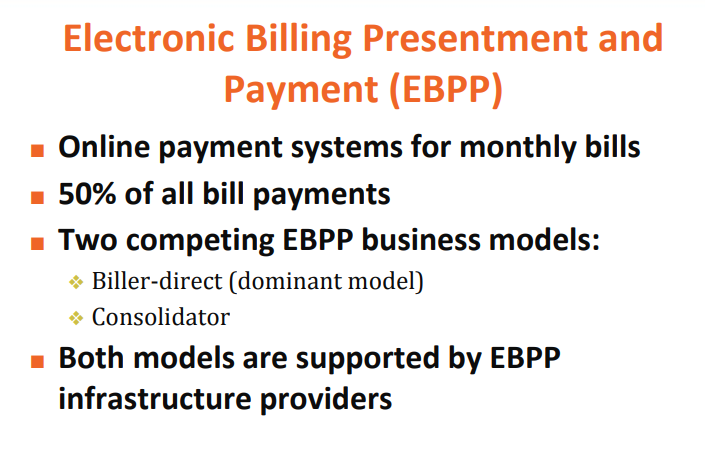 Electronic Billing Presentment and
Payment (EBPP)
■ Online payment systems for monthly bills
■ 50% of all bill payments
■ Two competing EBPP business models:
❖ Biller-direct (dominant model)
❖ Consolidator
■ Both models are supported by EBPP
infrastructure providers